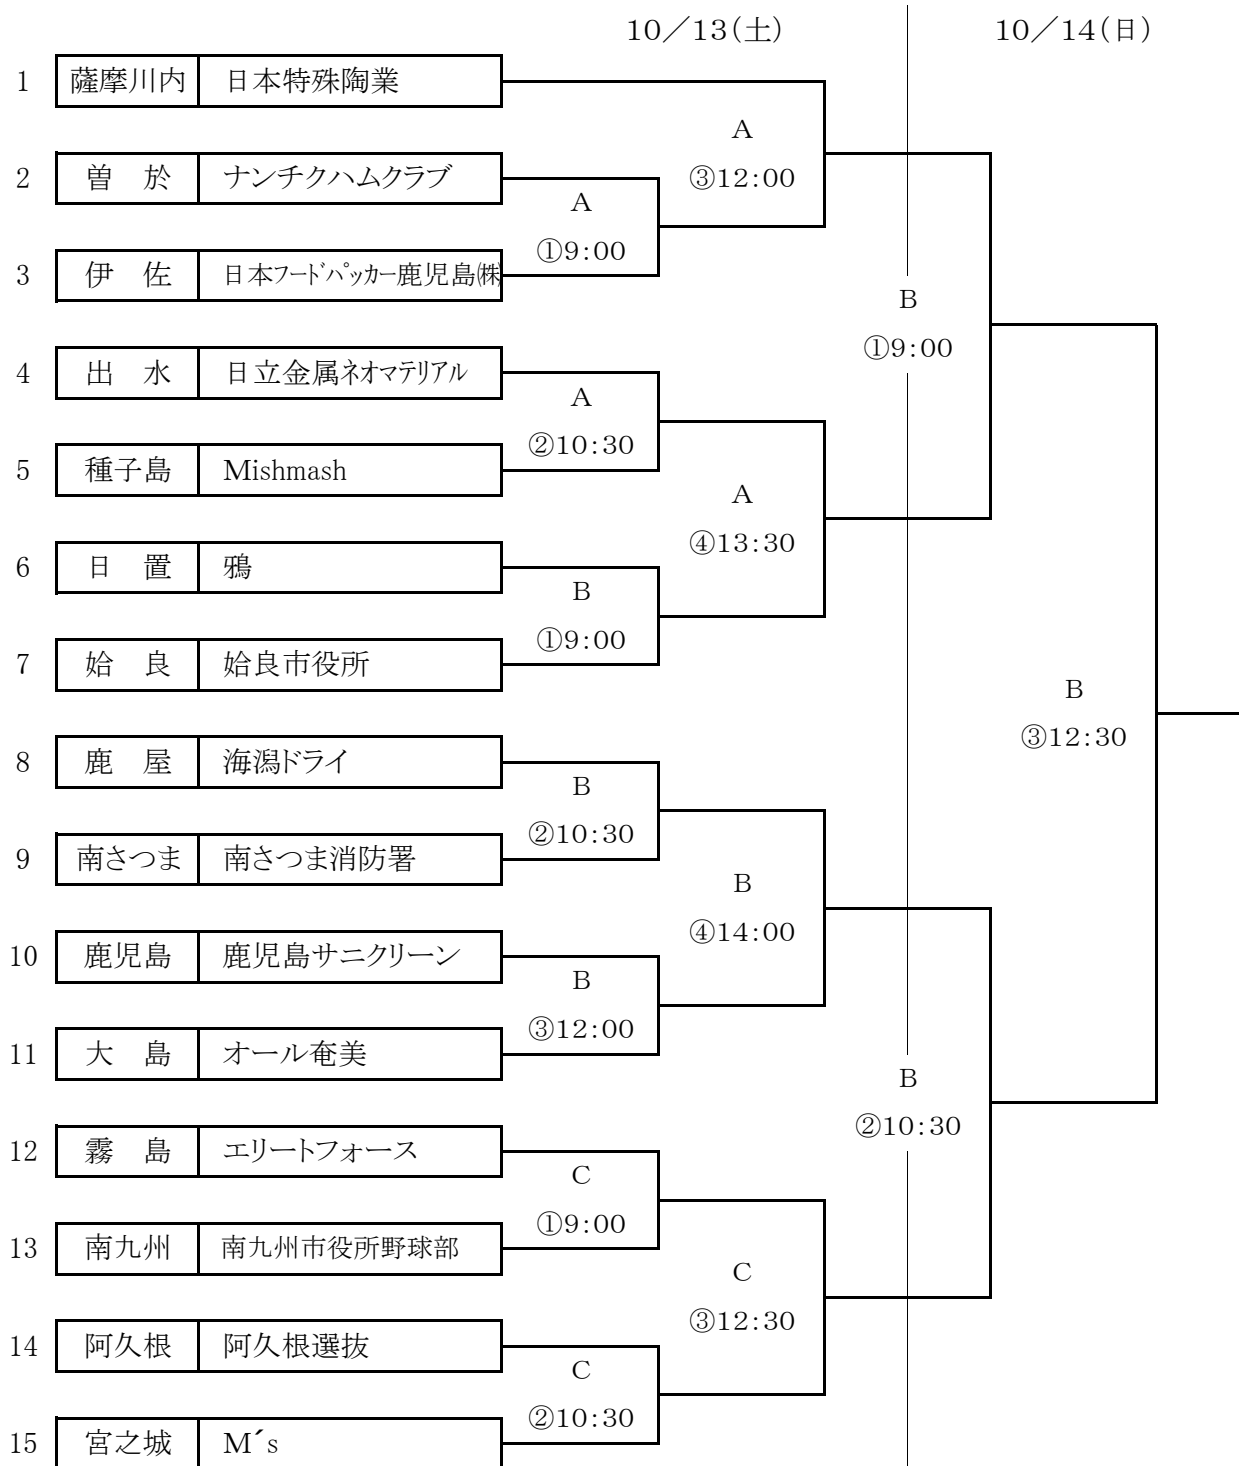 10／13(土)
10／14(日)
1 薩摩川内 日本特殊陶業
A
③12:00
2 曽　於 ナンチクハムクラブ
A
①9:00
3 伊　佐 日本フードパッカー鹿児島㈱
B
①9:00
4 出　水 日立金属ネオマテリアル
A
②10:30
5 種子島 Mishmash
A
④13:30
6 日　置 鴉
B
①9:00
7 姶　良 姶良市役所
B
③12:30
8 鹿　屋 海潟ドライ
B
②10:30
9 南さつま 南さつま消防署
B
④14:00
10 鹿児島 鹿児島サニクリーン
B
③12:00
11 大　島 オール奄美
B
②10:30
12 霧　島 エリートフォース
C
①9:00
13 南九州 南九州市役所野球部
C
③12:30
14 阿久根 阿久根選抜
C
②10:30
15 宮之城 M´s